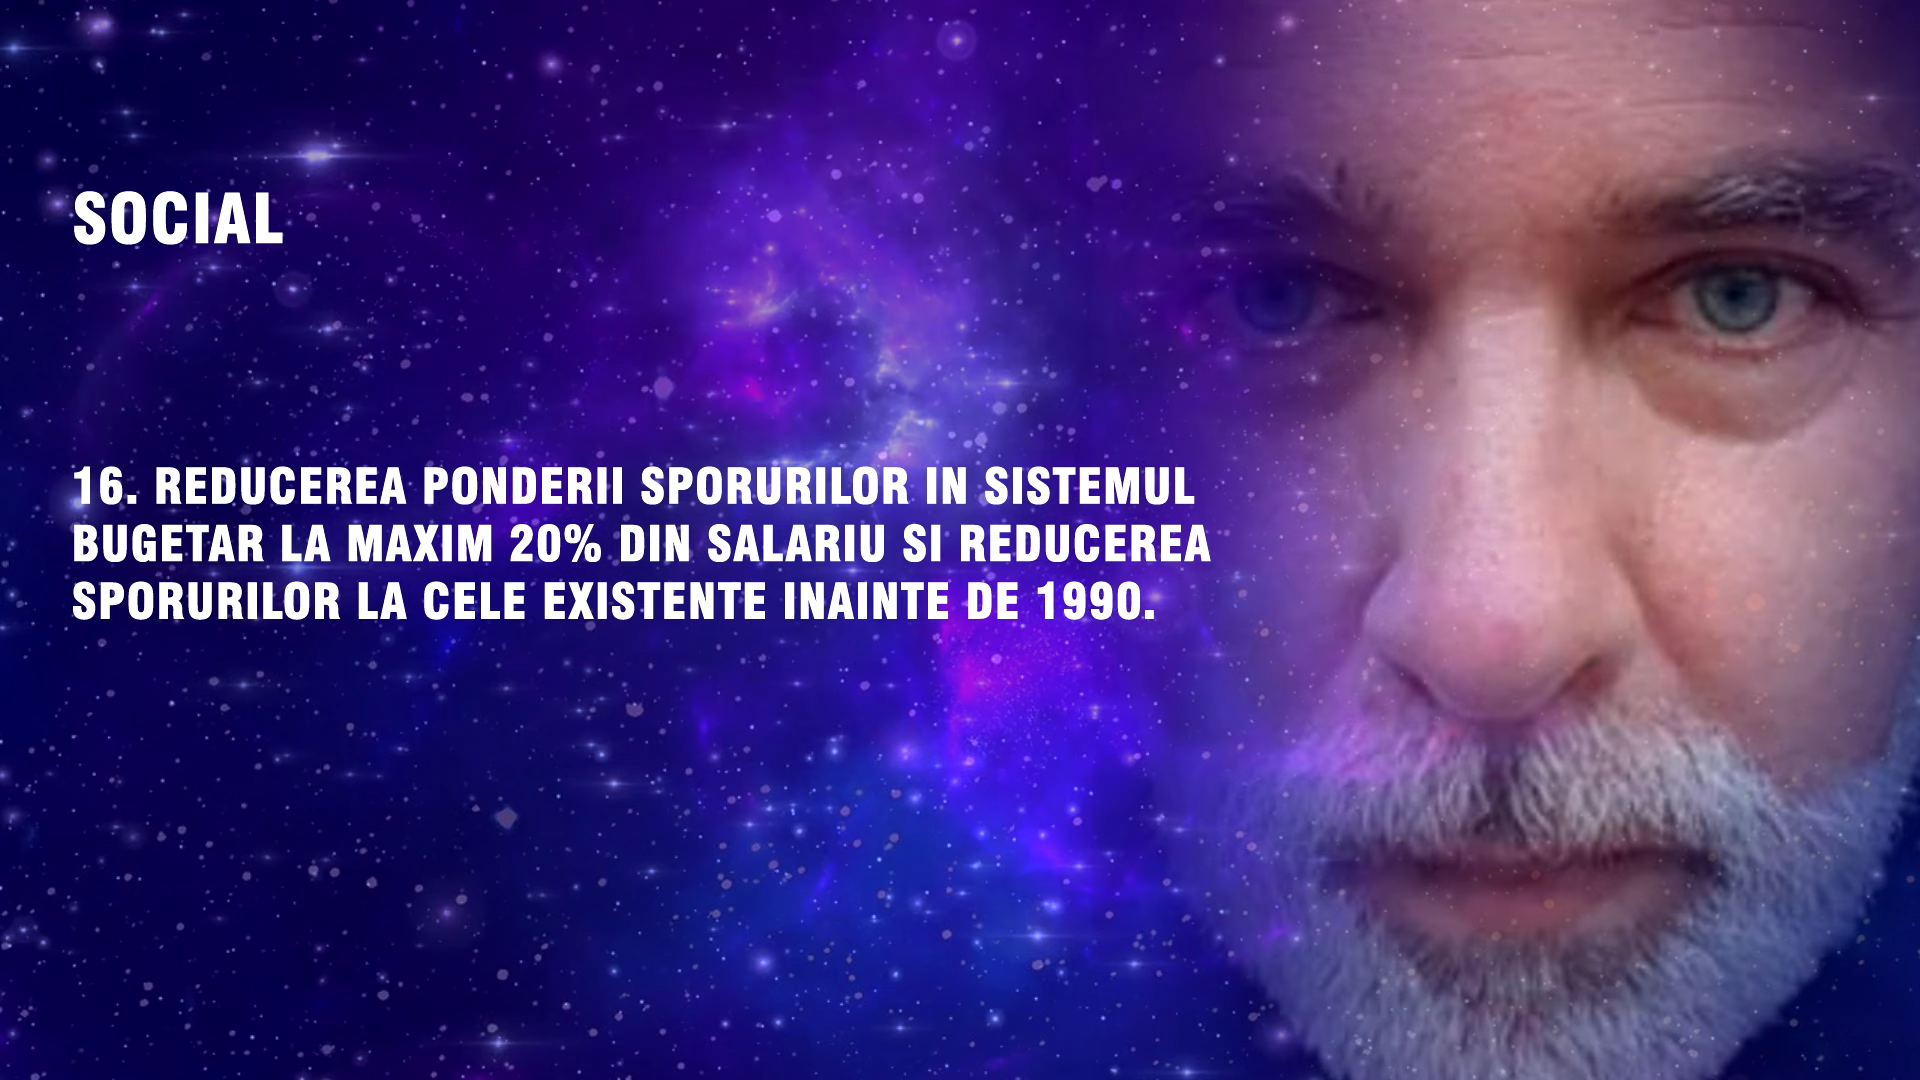 SOCIAL
16. REDUCEREA PONDERII SPORURILOR IN SISTEMUL
BUGETAR LA MAXIM 20% DIN SALARIU SI REDUCEREA
SPORURILOR LA CELE EXISTENTE INAINTE DE 1990.